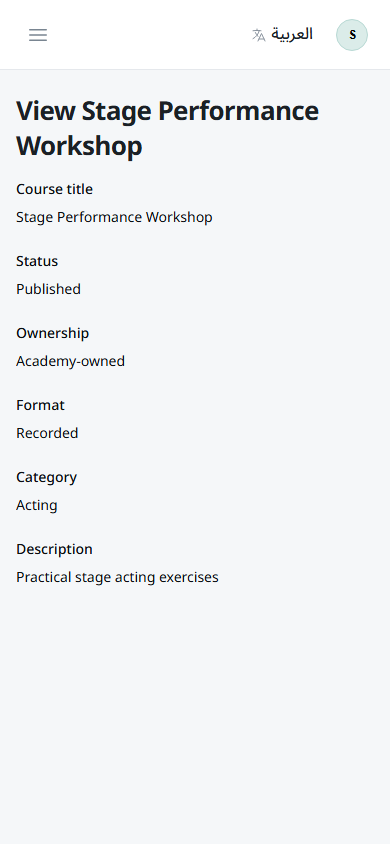 العربية
S
View Stage Performance
Workshop
Course title
Stage Performance Workshop
Status
Published
Ownership
Academy-owned
Format
Recorded
Category
Acting
Description
Practical stage acting exercises